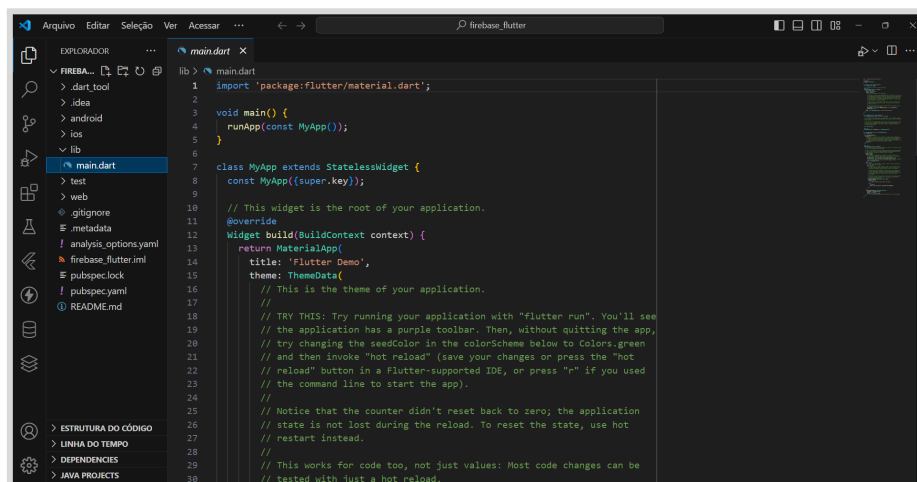 Arquivo Editar Seleção Ver Acessar ... firebase_flutter
EXPLORADOR ...
FIREBA...
.dart_tool
.idea
android
ios
lib
main.dart
test
web
.gitignore
.metadata
analysis_options.yaml
firebase_flutter.iml
pubspec.lock
pubspec.yaml
README.md
ESTRUTURA DO CÓDIGO
LINHA DO TEMPO
DEPENDENCIES
JAVA PROJECTS
main.dart
lib > main.dart
1 import 'package:flutter/material.dart';
2
3 void main() {
4 runApp(const MyApp());
5 }
6
7 class MyApp extends StatelessWidget {
8 const MyApp({super.key});
9
10 // This widget is the root of your application.
11 @override
12 Widget build(BuildContext context) {
13 return MaterialApp(
14 title: 'Flutter Demo',
15 theme: ThemeData(
16 // This is the theme of your application.
17 //
18 // TRY THIS: Try running your application with "flutter run". You'll see
19 // the application has a purple toolbar. Then, without quitting the app,
20 // try changing the seedColor in the colorScheme below to Colors.green
21 // and then invoke "hot reload" (save your changes or press the "hot
22 // reload" button in a Flutter-supported IDE, or press "r" if you used
23 // the command line to start the app).
24 //
25 // Notice that the counter didn't reset back to zero; the application
26 // state is not lost during the reload. To reset the state, use hot
27 // restart instead.
28 //
29 // This works for code too, not just values: Most code changes can be
30 // tested with just a hot reload.